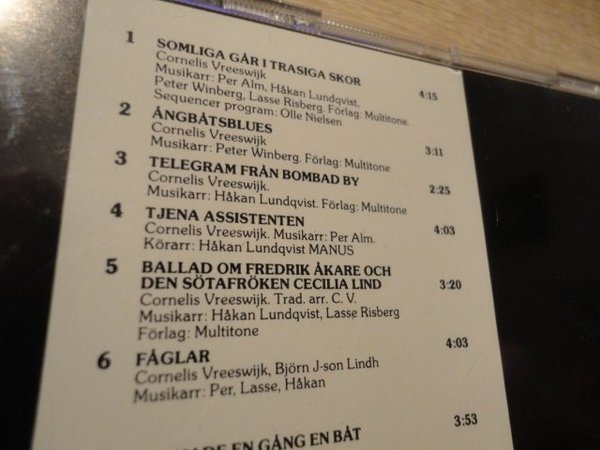 1 SOMLIGA GÅR I TRASIGA SKOR
Cornelis Vreeswijk
Musikarr: Per Alm, Håkan Lundqvist, 4:15
Peter Winberg, Lasse Risberg. Förlag: Multitone.
Sequencer program: Olle Nielsen
2 ÅNGBÅTSBLUES
Cornelis Vreeswijk
Musikarr: Peter Winberg. Förlag: Multitone 3:11
3 TELEGRAM FRÅN BOMBAD BY
Cornelis Vreeswijk.
Musikarr: Håkan Lundqvist. Förlag: Multitone 2:25
4 TJENA ASSISTENTEN
Cornelis Vreeswijk. Musikarr: Per Alm. 4:03
Körarr: Håkan Lundqvist MANUS
5 BALLAD OM FREDRIK ÅKARE OCH
DEN SÖTAFRÖKEN CECILIA LIND 3:20
Cornelis Vreeswijk. Trad. arr. C. V.
Musikarr: Håkan Lundqvist, Lasse Risberg
Förlag: Multitone
6 FÅGLAR 4:03
Cornelis Vreeswijk, Björn J-son Lindh
Musikarr: Per, Lasse, Håkan
EN GÅNG EN BÅT 3:53